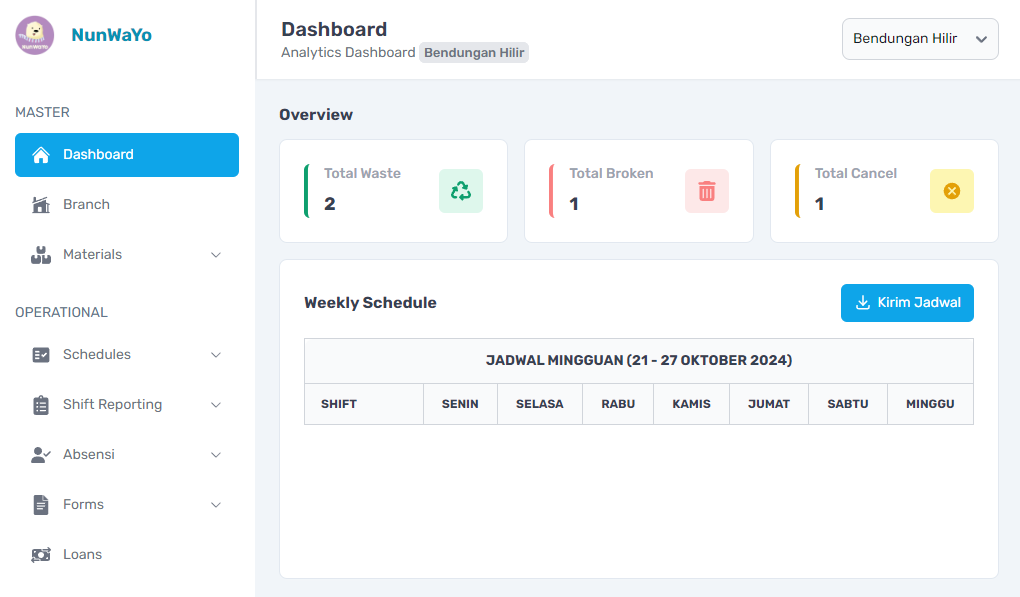 NunWaYo
NunWaYo
MASTER
Dashboard
Branch
Materials
OPERATIONAL
Schedules
Shift Reporting
Absensi
Forms
Loans
Dashboard
Analytics Dashboard Bendungan Hilir
Bendungan Hilir
Overview
Total Waste
2
Total Broken
1
Total Cancel
1
Weekly Schedule
Kirim Jadwal
JADWAL MINGGUAN (21 - 27 OKTOBER 2024)
SHIFT SENIN SELASA RABU KAMIS JUMAT SABTU MINGGU